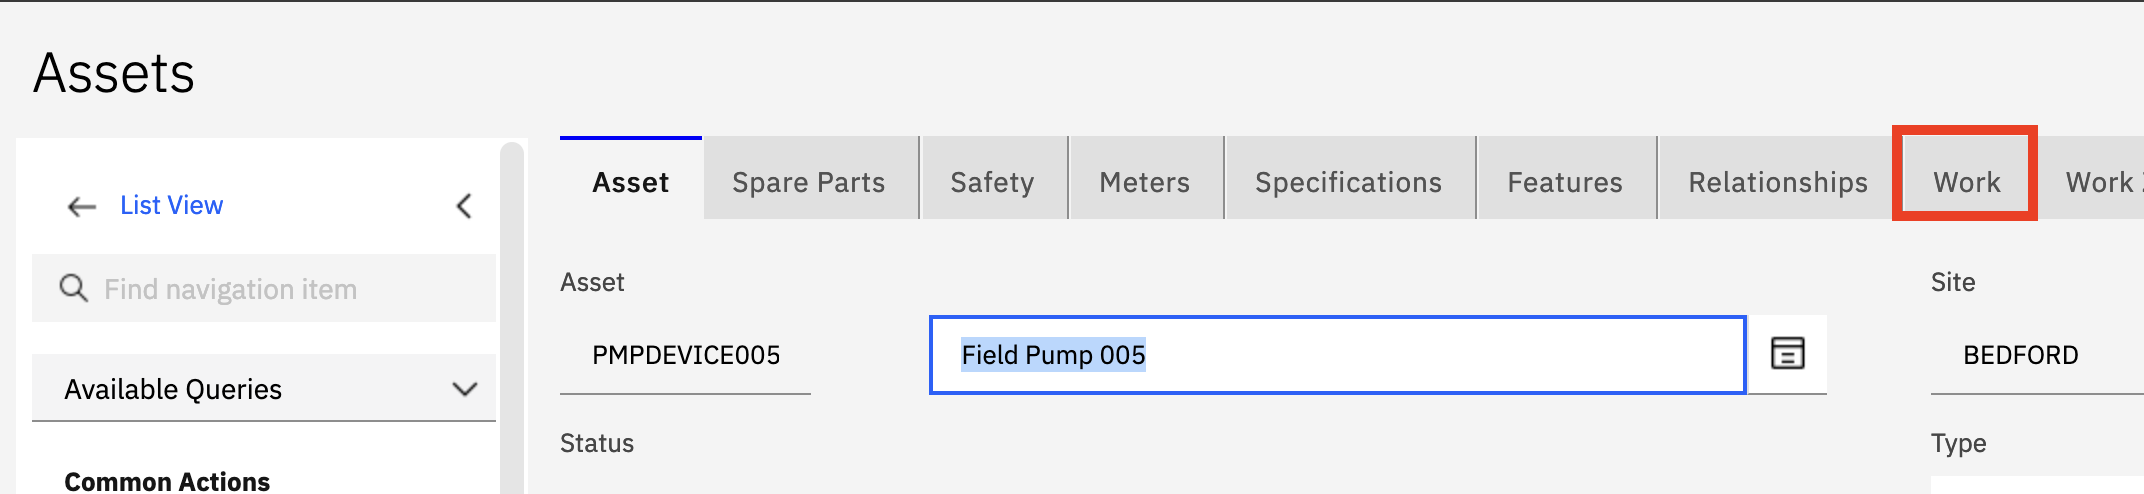 Assets
List View
Find navigation item
Available Queries
Common Actions
Asset Spare Parts Safety Meters Specifications Features Relationships Work Work
Asset
PMPDEVICE005 Field Pump 005
Status
Site
BEDFORD
Type